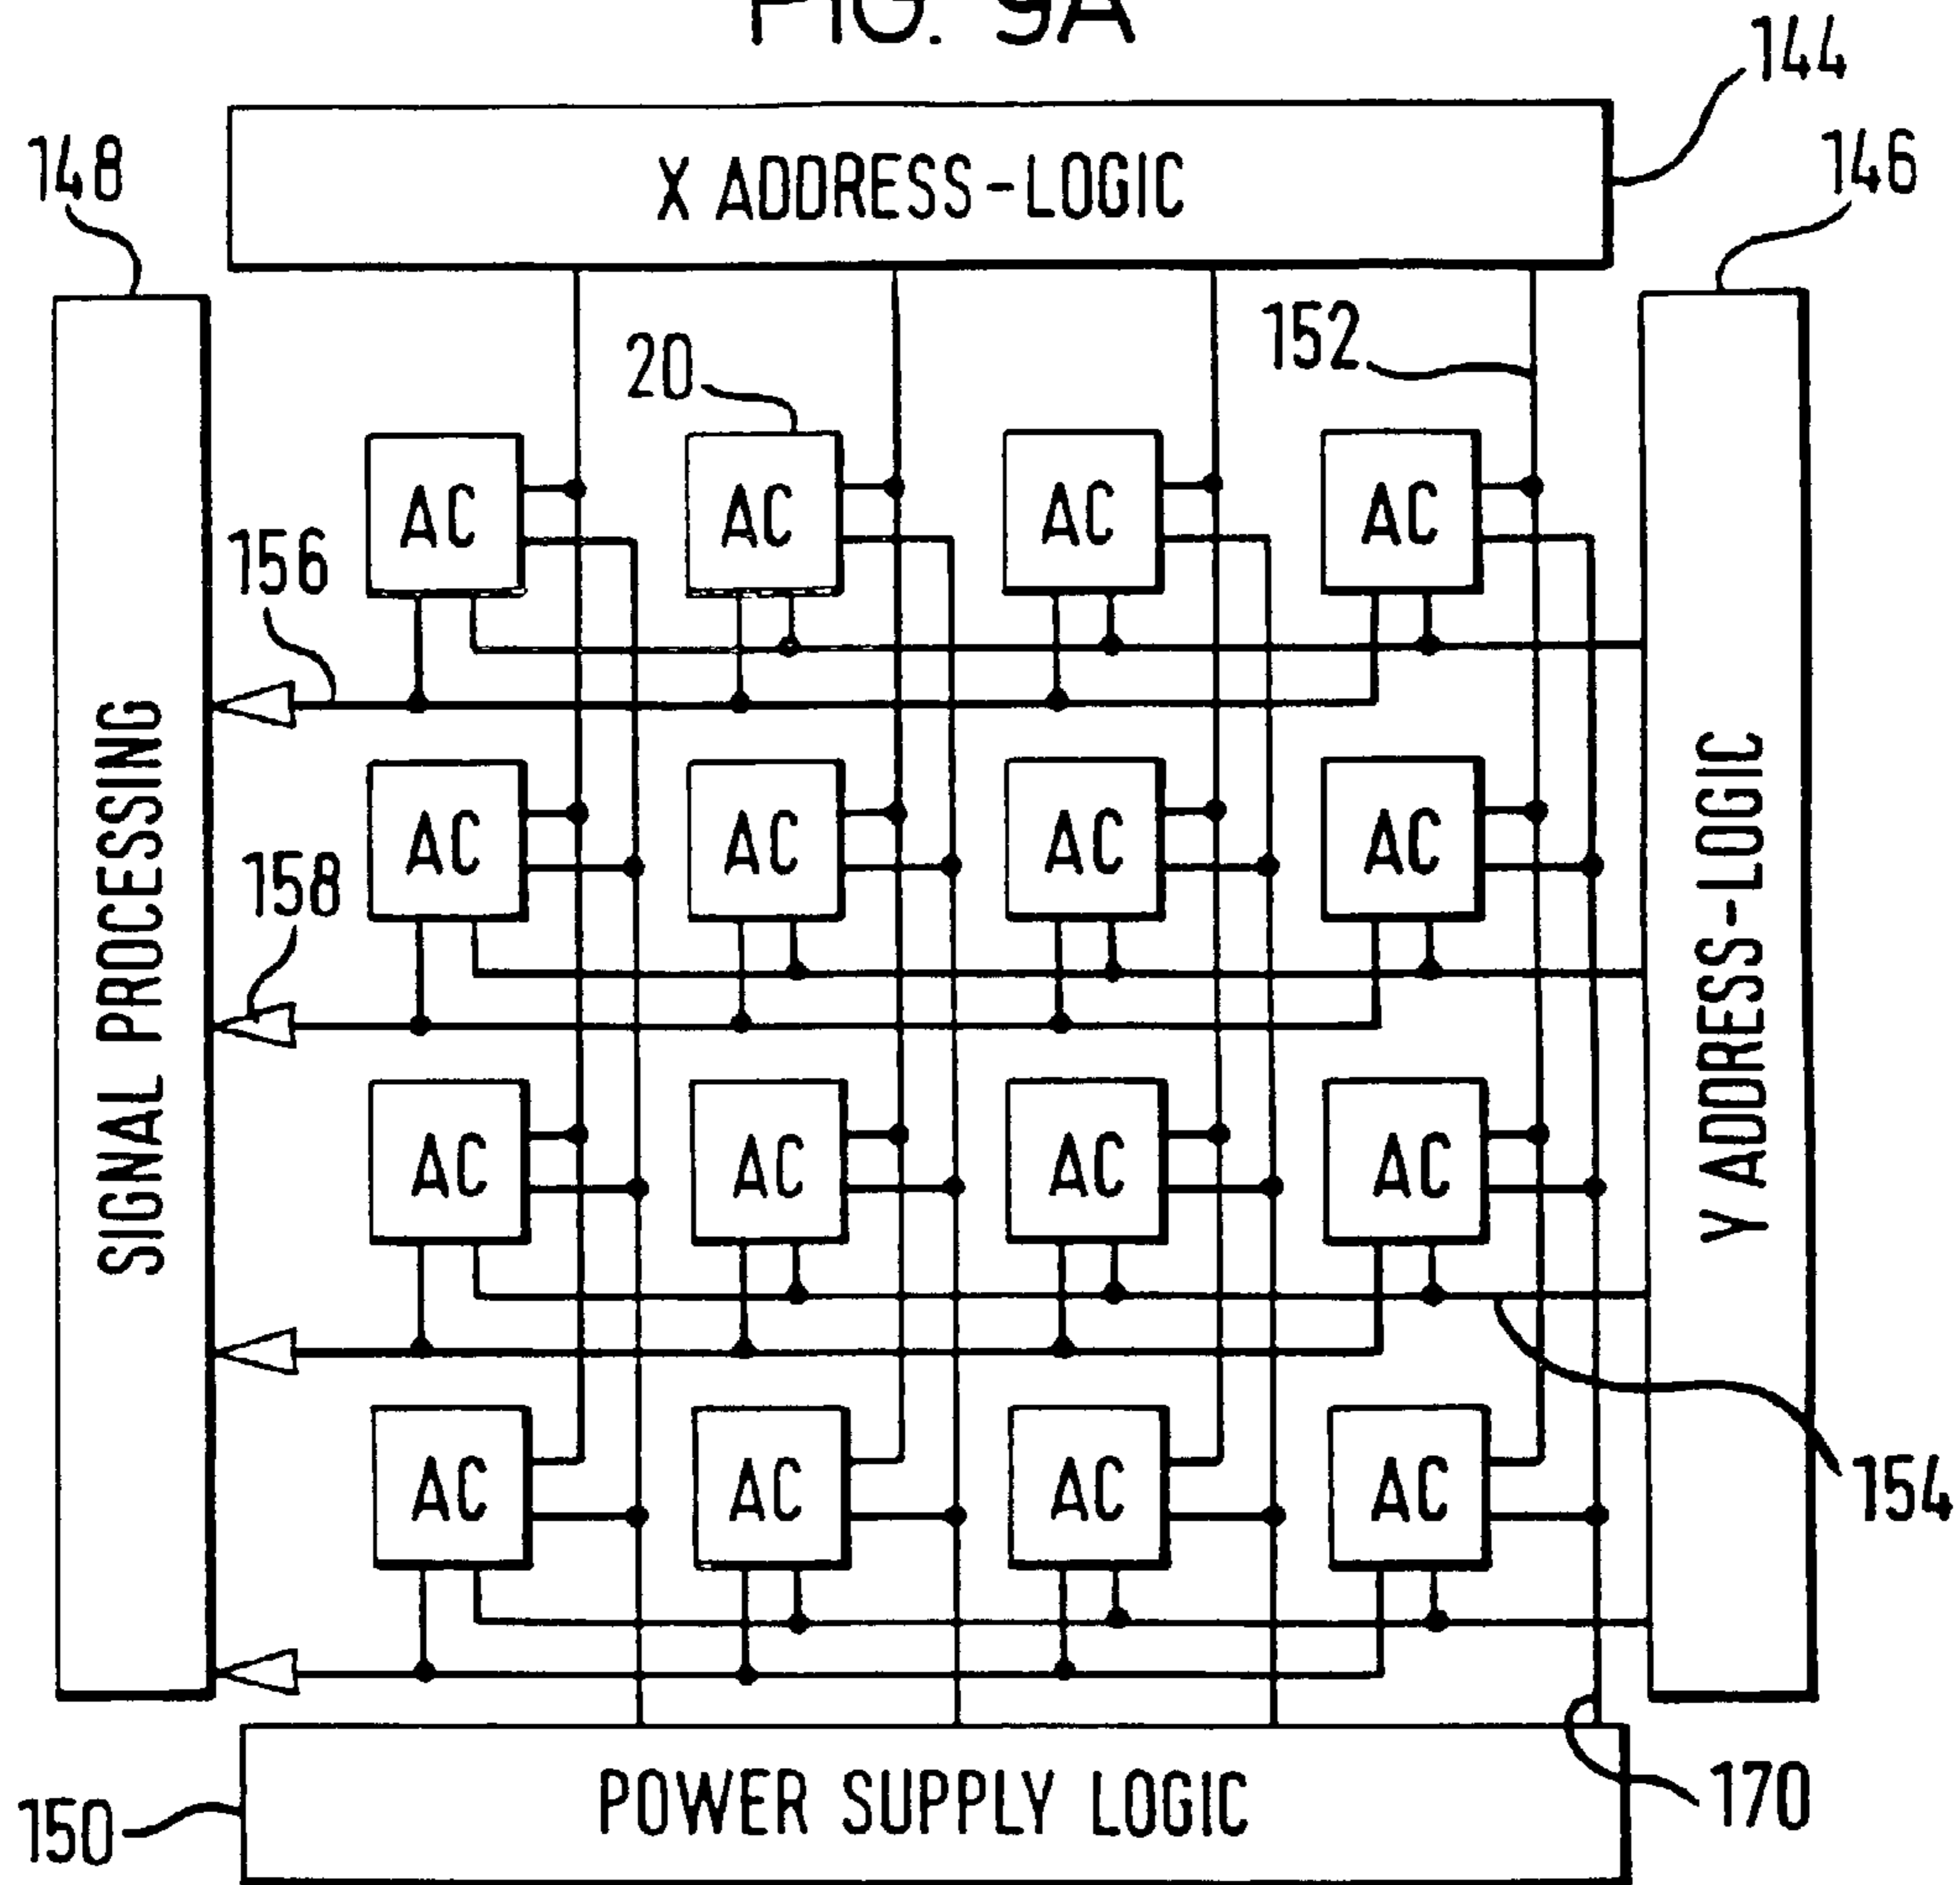 FIG. 9A
144
148
X ADDRESS-LOGIC
146
20
152
AC AC AC AC
156
SIGNAL PROCESSING
Y ADDRESS-LOGIC
AC AC AC AC
158
AC AC AC AC
AC AC AC AC
154
150
POWER SUPPLY LOGIC
170